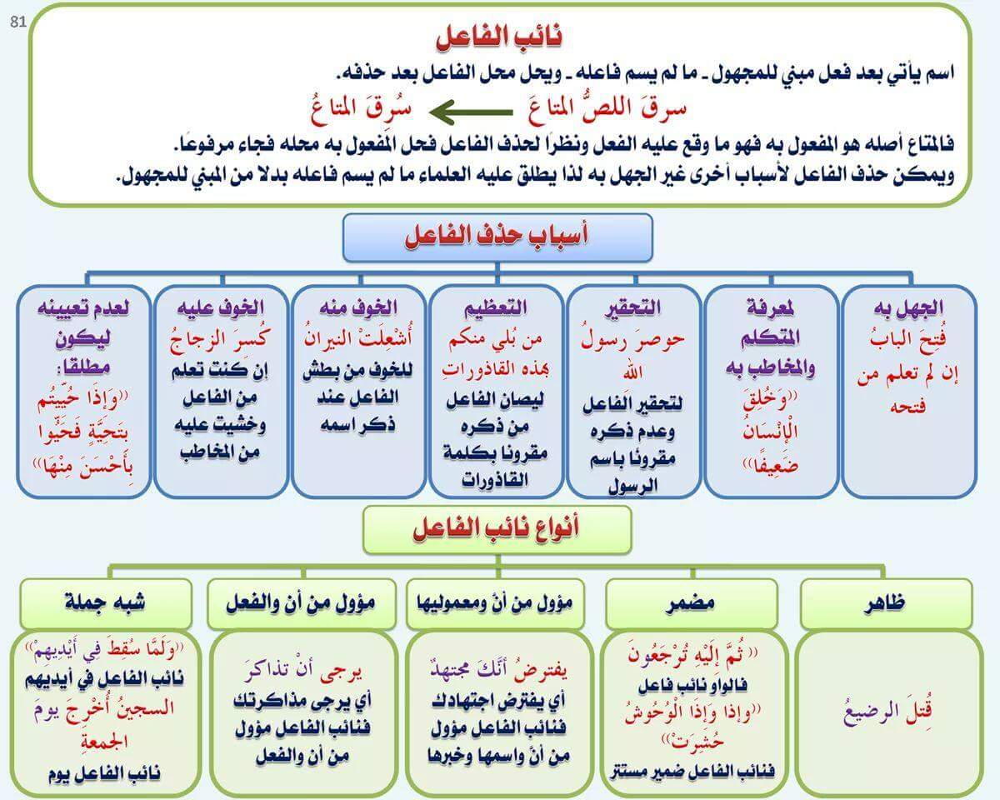 81
نائب الفاعل
اسم يأتي بعد فعل مبني للمجهول ـ ما لم يسم فاعله ـ ويحل محل الفاعل بعد حذفه.
سرقَ اللصُّ المتاعَ ← سُرِقَ المتاعُ
فالمتاع أصله هو المفعول به فهو ما وقع عليه الفعل ونظرًا لحذف الفاعل فحل المفعول به محله فجاء مرفوعًا.
ويمكن حذف الفاعل لأسباب أخرى غير الجهل به لذا يطلق عليه العلماء ما لم يسم فاعله بدلا من المبني للمجهول.
أسباب حذف الفاعل
الجهل به
فُتِحَ البابُ
إن لم تعلم من
فتحه
لمعرفة
المتكلم
والمخاطب به
((وَخُلِقَ
الْإِنْسَانُ
ضَعِيفًا))
التحقير
حوصرَ رسولُ
الله
لتحقير الفاعل
وعدم ذكره
مقرونًا باسم
الرسول
التعظيم
من بُلي منكم
بهذه القاذورات
ليصان الفاعل
من ذكره
مقرونا بكلمة
القاذورات
الخوف منه
أُشْعِلَتْ النيرانُ
للخوف من بطش
الفاعل عند
ذكر اسمه
الخوف عليه
كُسِرَ الزجاجُ
إن كنت تعلم
من الفاعل
وخشيت عليه
من المخاطب
لعدم تعيينه
ليكون
مطلقا:
((وَإِذَا حُيِّيتُم
بِتَحِيَّةٍ فَحَيُّوا
بِأَحْسَنَ مِنْهَا))
أنواع نائب الفاعل
ظاهر
قُتِلَ الرضيعُ
مضمر
(( ثُمَّ إِلَيْهِ تُرْجَعُونَ
فالواو نائب فاعل
((وإذا وَإِذَا الْوُحُوشُ
حُشِرَتْ))
فنائب الفاعل ضمير مستتر
مؤول من أنَّ ومعموليها
يفترضُ أنَّكَ مجتهدٌ
أي يفترض اجتهادك
فنائب الفاعل مؤول
من أنَّ واسمها وخبرها
مؤول من أن والفعل
يرجى أنْ تذاكرَ
أي يرجى مذاكرتك
فنائب الفاعل مؤول
من أن والفعل
شبه جملة
((وَلَمَّا سُقِطَ فِي أَيْدِيهِمْ))
نائب الفاعل في أيديهم
السجينُ أُخْرِجَ يومَ
الجمعةِ
نائب الفاعل يوم